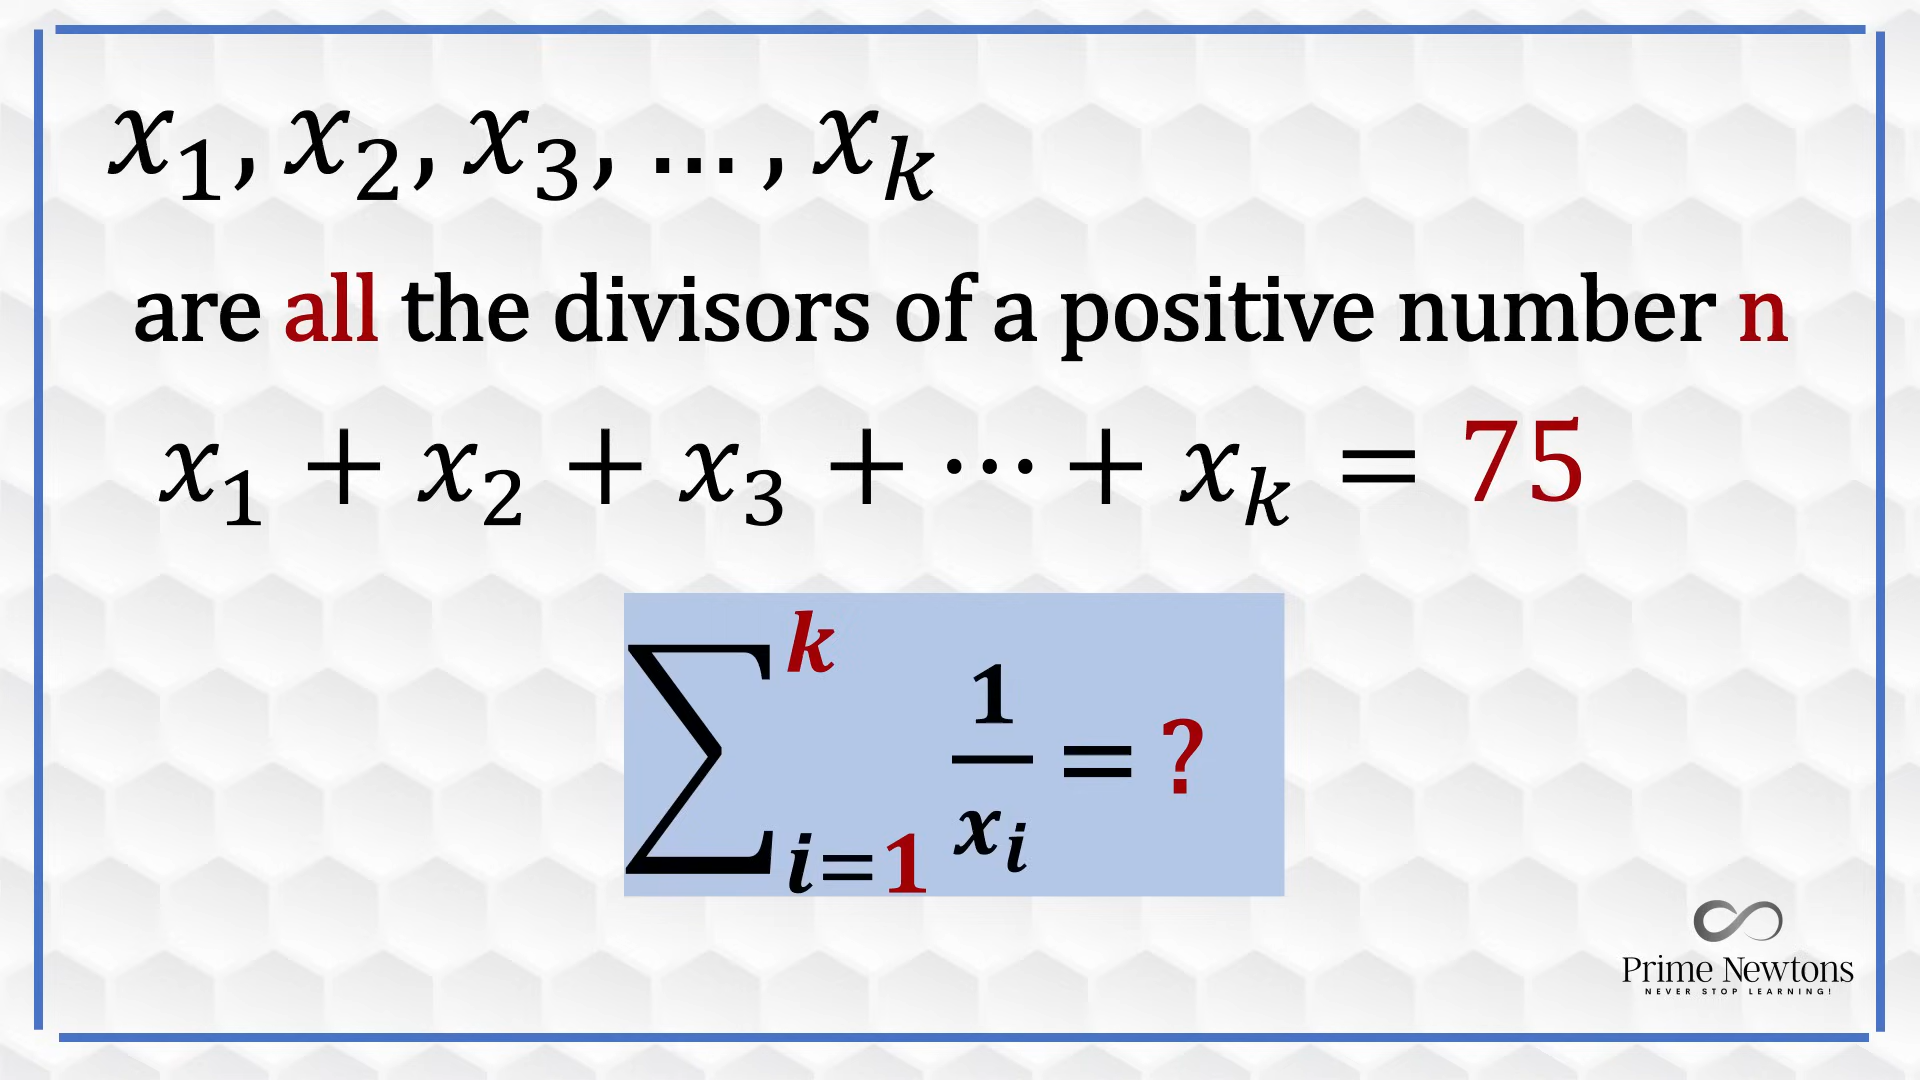 x₁, x₂, x₃, … , xₖ
are all the divisors of a positive number n
x₁ + x₂ + x₃ + ⋯ + xₖ = 75
∑ᵢ₌₁ᵏ 1/xᵢ = ?
Prime Newtons
NEVER STOP LEARNING!